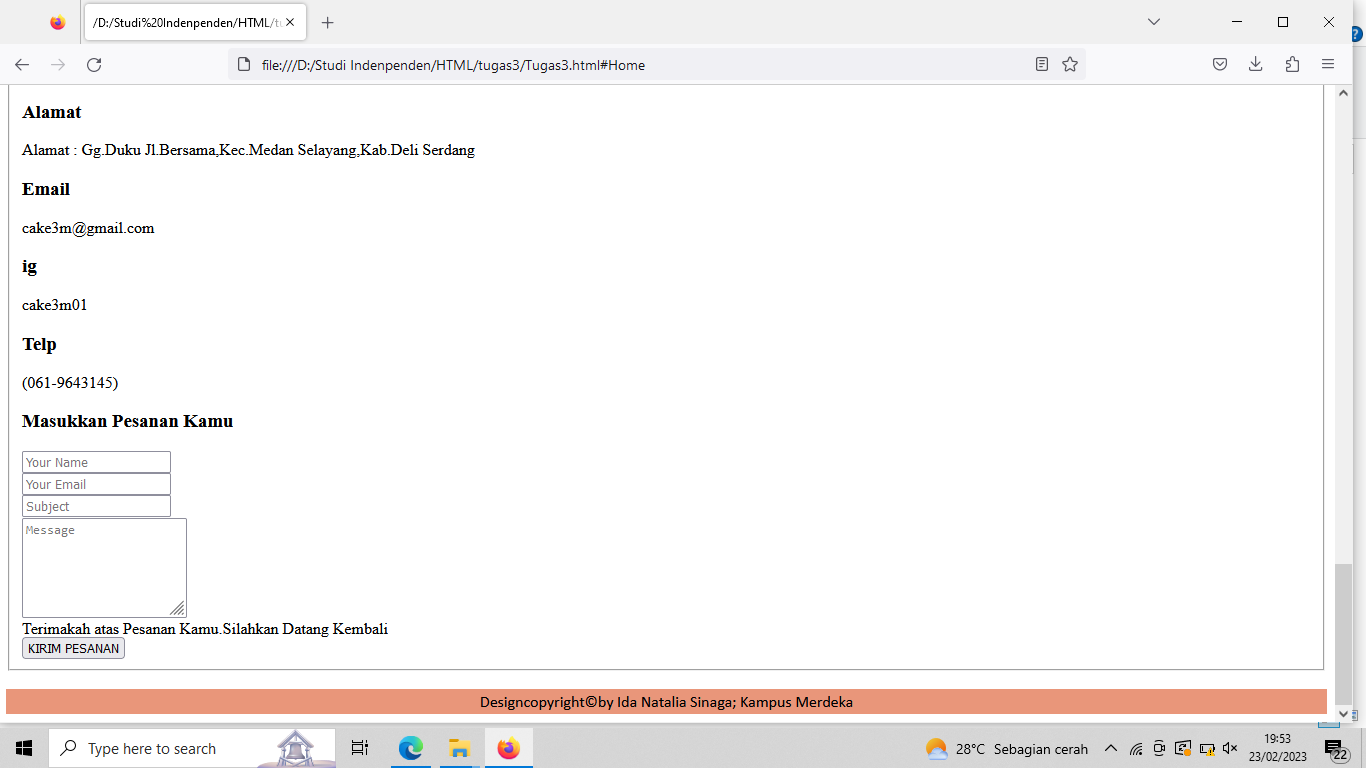 /D:/Studi%20Indenpenden/HTML/tu
file:///D:/Studi Indenpenden/HTML/tugas3/Tugas3.html#Home
Alamat
Alamat : Gg.Duku Jl.Bersama,Kec.Medan Selayang,Kab.Deli Serdang
Email
cake3m@gmail.com
ig
cake3m01
Telp
(061-9643145)
Masukkan Pesanan Kamu
Your Name
Your Email
Subject
Message
Terimakah atas Pesanan Kamu.Silahkan Datang Kembali
KIRIM PESANAN
Designcopyright©by Ida Natalia Sinaga; Kampus Merdeka
Type here to search
28°C Sebagian cerah
19:53
23/02/2023
22